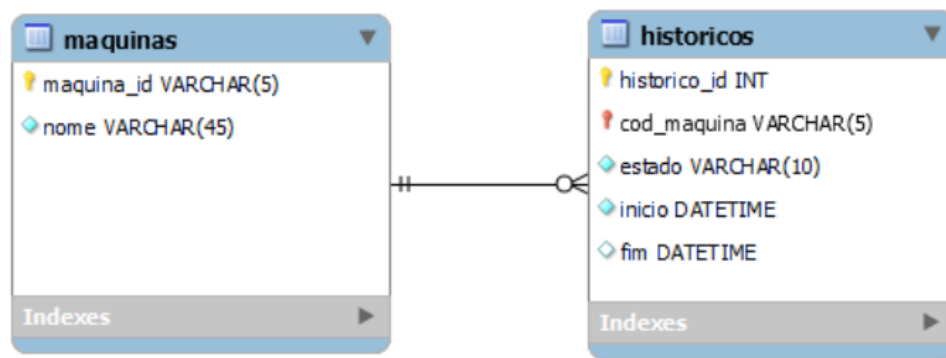 maquinas
maquina_id VARCHAR(5)
nome VARCHAR(45)
Indexes
historicos
historico_id INT
cod_maquina VARCHAR(5)
estado VARCHAR(10)
inicio DATETIME
fim DATETIME
Indexes